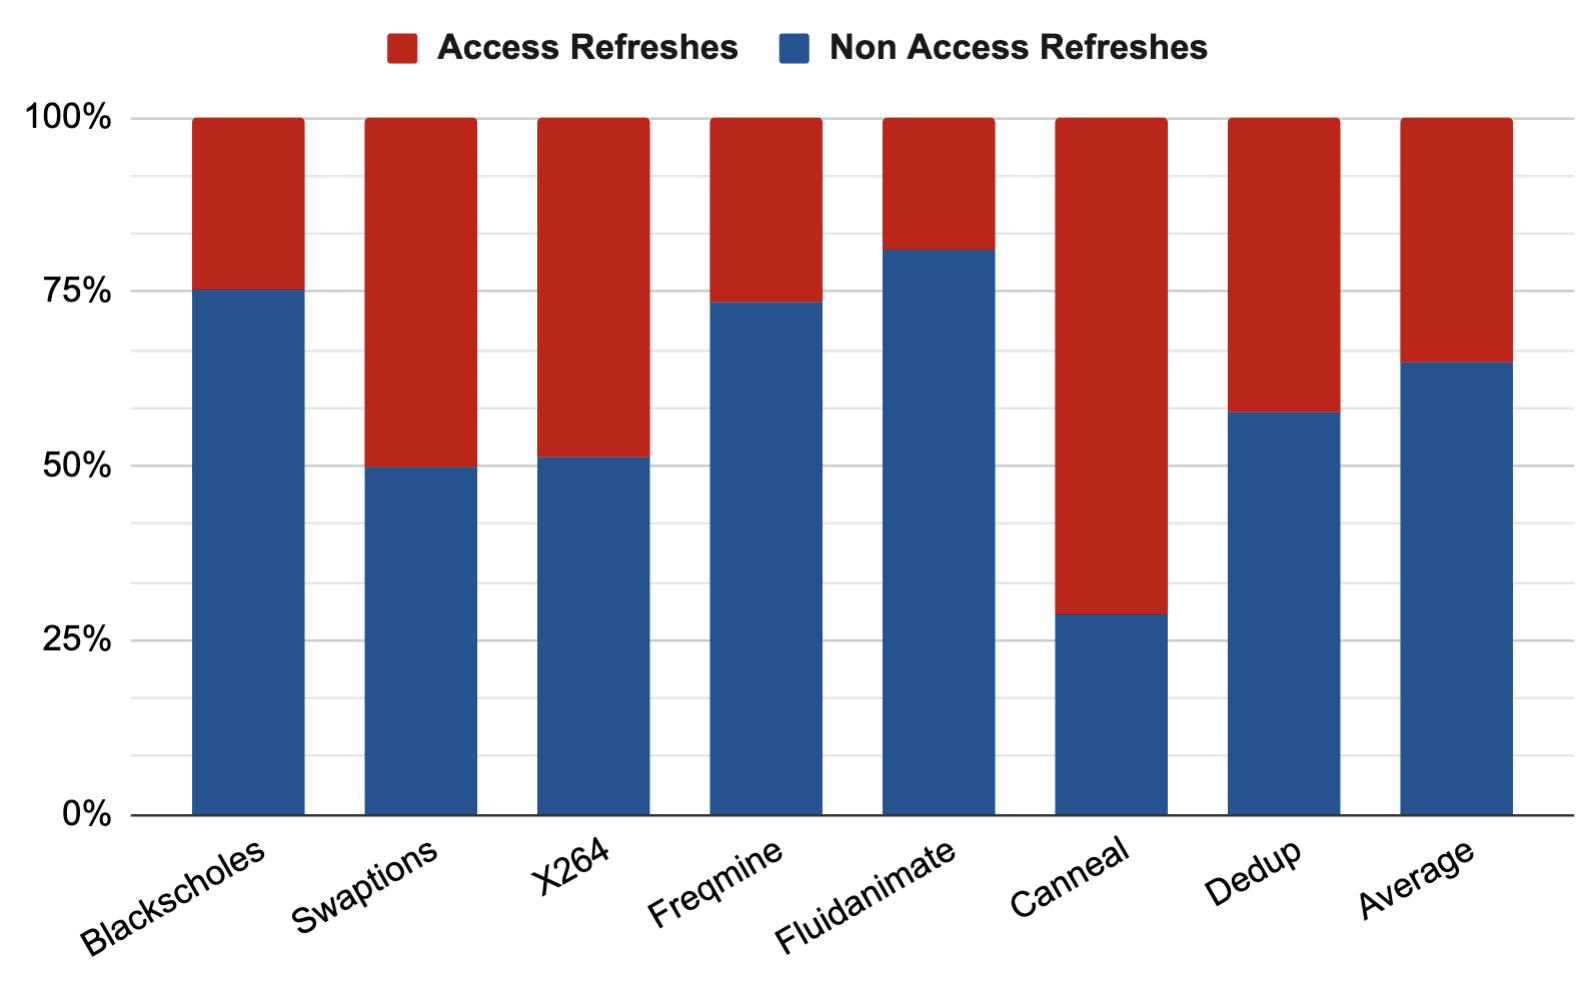 Access Refreshes Non Access Refreshes
100%
75%
50%
25%
0%
Blackscholes
Swaptions
X264
Freqmine
Fluidanimate
Canneal
Dedup
Average